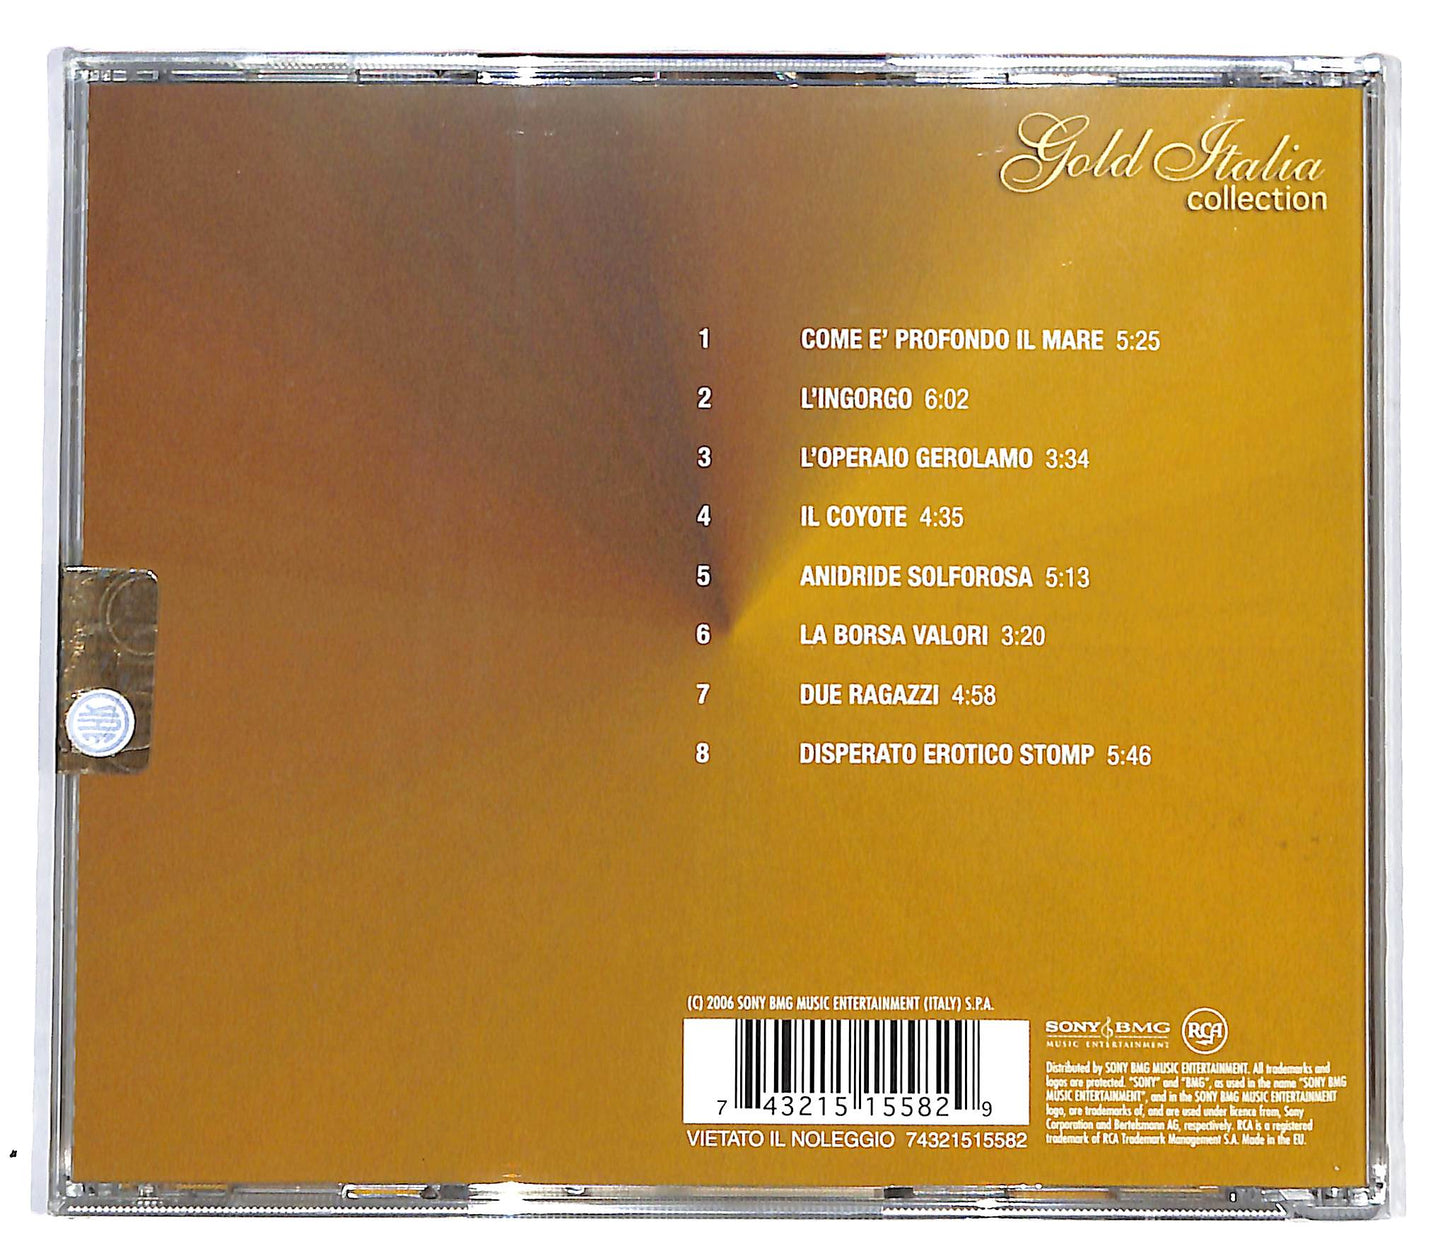 Gold Italia
collection
1 COME E' PROFONDO IL MARE 5:25
2 L'INGORGO 6:02
3 L'OPERAIO GEROLAMO 3:34
4 IL COYOTE 4:35
5 ANIDRIDE SOLFOROSA 5:13
6 LA BORSA VALORI 3:20
7 DUE RAGAZZI 4:58
8 DISPERATO EROTICO STOMP 5:46
(C) 2006 SONY BMG MUSIC ENTERTAINMENT (ITALY) S.P.A.
7 43215 15582 9
VIETATO IL NOLEGGIO 74321515582
SONY BMG
MUSIC ENTERTAINMENT
RCA
Distributed by SONY BMG MUSIC ENTERTAINMENT. All trademarks and
logos are protected. "SONY" and "BMG", as used in the name "SONY BMG
MUSIC ENTERTAINMENT", and in the SONY BMG MUSIC ENTERTAINMENT
logo, are trademarks of, and are used under licence from, Sony
Corporation and Bertelsmann AG, respectively. RCA is a registered
trademark of RCA Trademark Management S.A. Made in the EU.